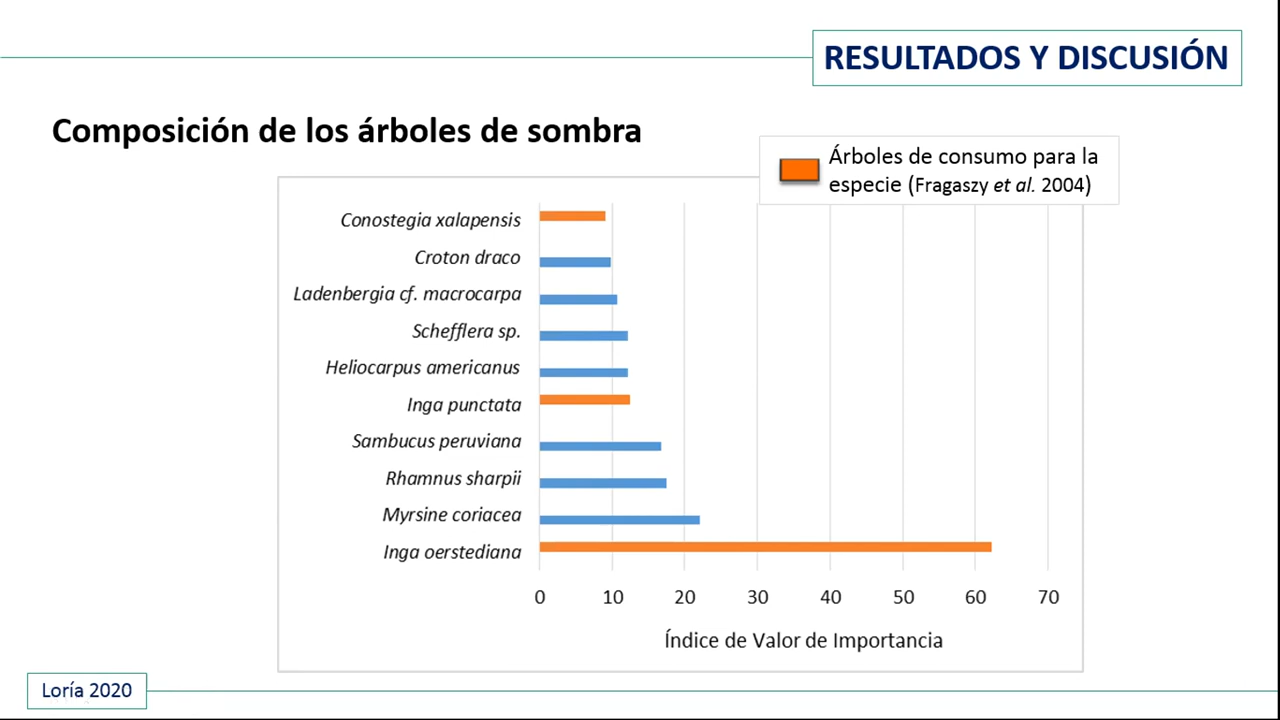 RESULTADOS Y DISCUSIÓN
Composición de los árboles de sombra
Árboles de consumo para la
especie (Fragaszy et al. 2004)
Conostegia xalapensis
Croton draco
Ladenbergia cf. macrocarpa
Schefflera sp.
Heliocarpus americanus
Inga punctata
Sambucus peruviana
Rhamnus sharpii
Myrsine coriacea
Inga oerstediana
0 10 20 30 40 50 60 70
Índice de Valor de Importancia
Loría 2020